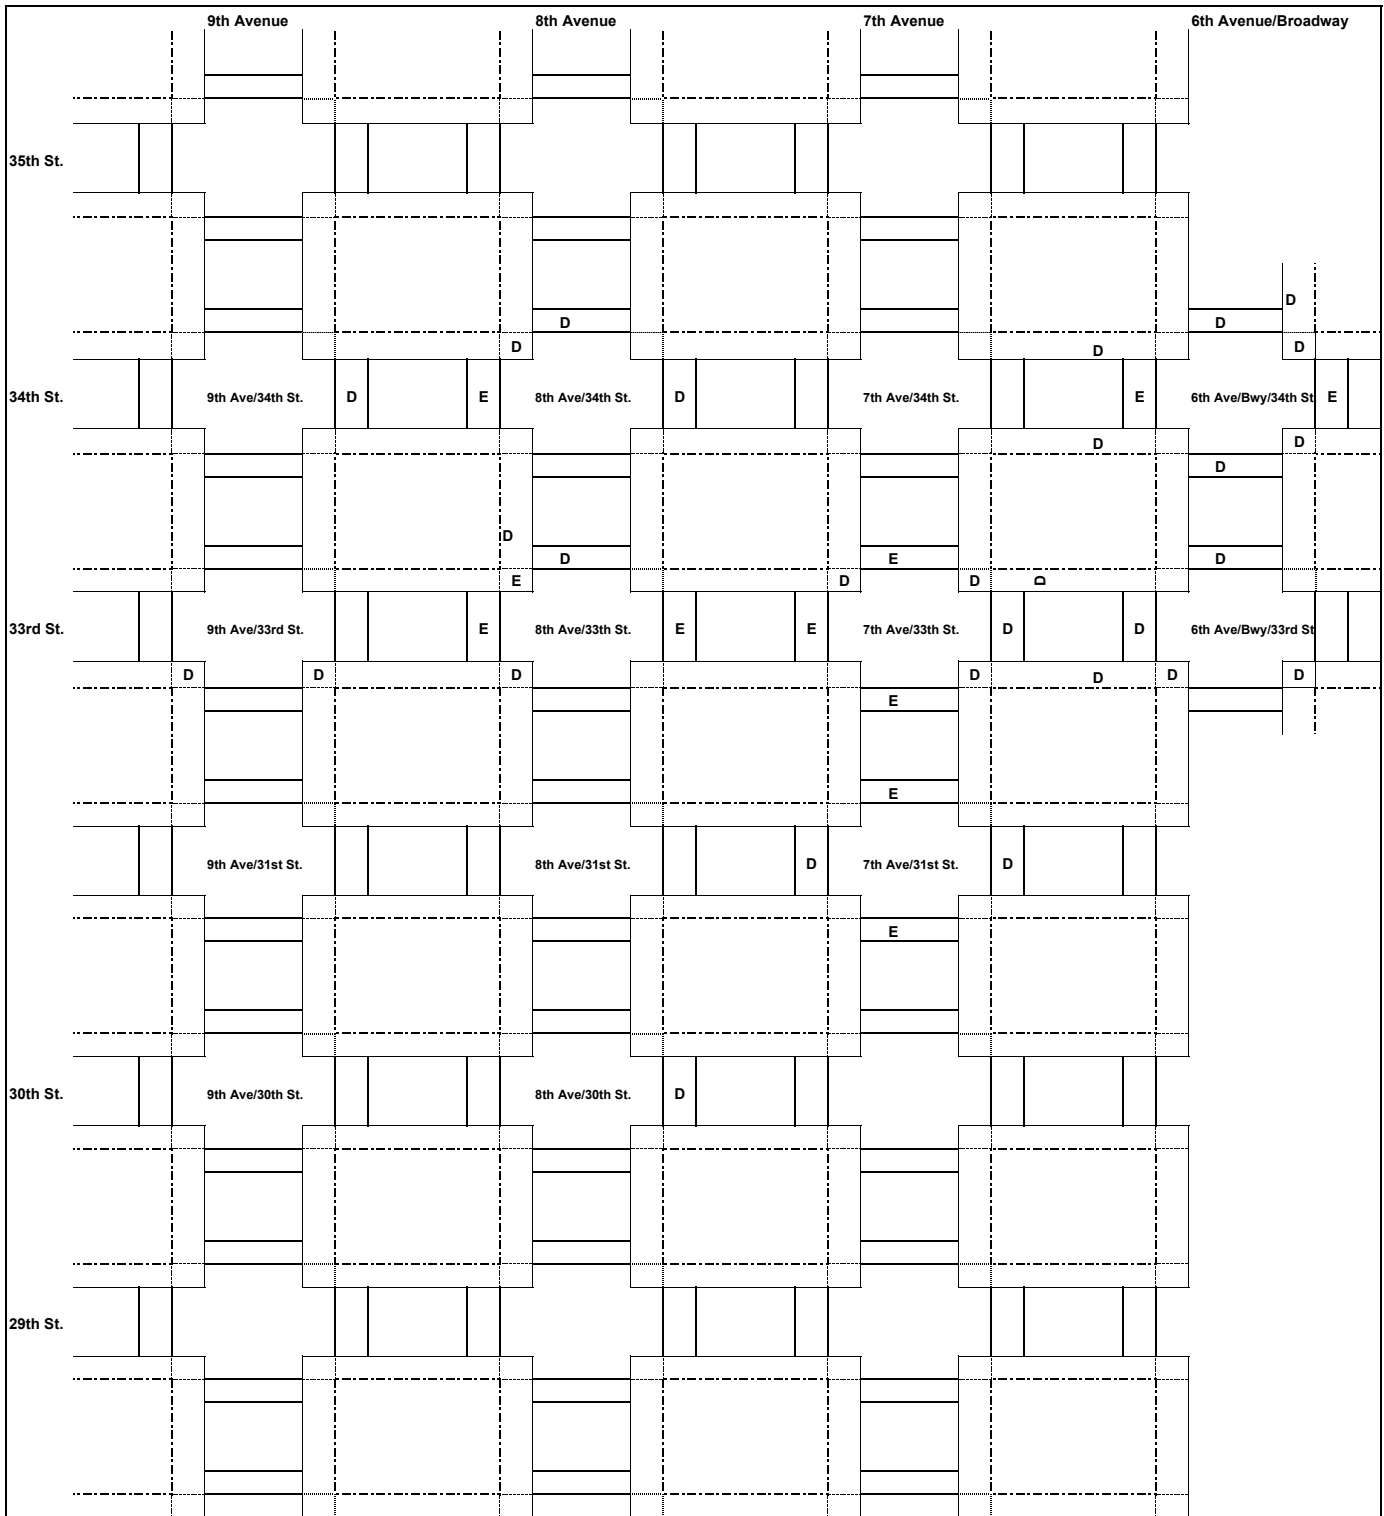 9th Avenue 8th Avenue 7th Avenue 6th Avenue/Broadway
35th St.
D
D D
D D D D
34th St. 9th Ave/34th St. D E 8th Ave/34th St. D 7th Ave/34th St. E 6th Ave/Bwy/34th St E
D D
D
D
D E D
E D D D
33rd St. 9th Ave/33rd St. E 8th Ave/33th St. E E 7th Ave/33th St. D D 6th Ave/Bwy/33rd St
D D D D D D D
E
E
9th Ave/31st St. 8th Ave/31st St. D 7th Ave/31st St. D
E
30th St. 9th Ave/30th St. 8th Ave/30th St. D
29th St.